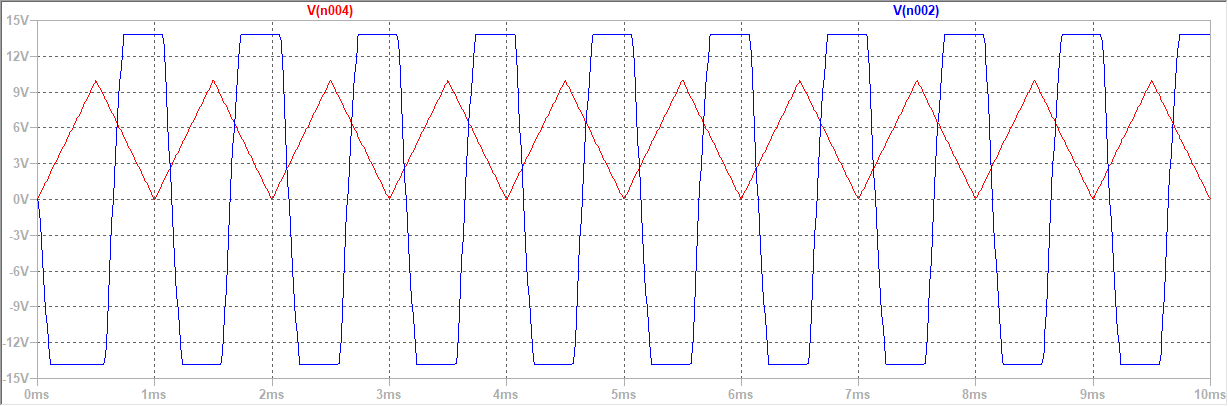 V(n004) V(n002)
15V
12V
9V
6V
3V
0V
-3V
-6V
-9V
-12V
-15V
0ms 1ms 2ms 3ms 4ms 5ms 6ms 7ms 8ms 9ms 10ms